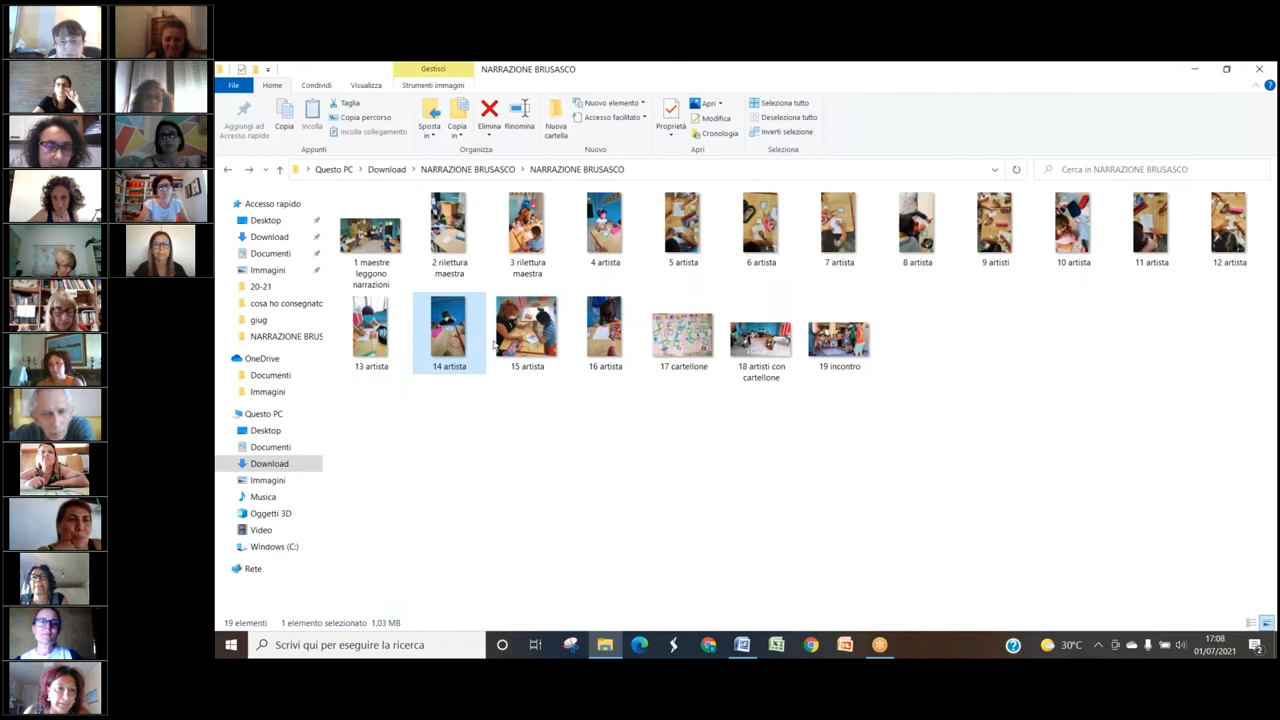 Gestisci NARRAZIONE BRUSASCO
File Home Condividi Visualizza Strumenti immagini
Aggiungi ad Accesso rapido
Copia
Incolla
Taglia
Copia percorso
Incolla collegamento
Appunti
Sposta in
Copia in
Elimina
Rinomina
Organizza
Nuova cartella
Nuovo elemento
Accesso facilitato
Nuovo
Proprietà
Apri
Modifica
Cronologia
Apri
Seleziona tutto
Deseleziona tutto
Inverti selezione
Seleziona
Questo PC > Download > NARRAZIONE BRUSASCO > NARRAZIONE BRUSASCO
Cerca in NARRAZIONE BRUSASCO
Accesso rapido
Desktop
Download
Documenti
Immagini
20-21
cosa ho consegnato
giug
NARRAZIONE BRUS
OneDrive
Documenti
Immagini
Questo PC
Desktop
Documenti
Download
Immagini
Musica
Oggetti 3D
Video
Windows (C:)
Rete
1 maestre
leggono
narrazioni
2 rilettura
maestra
3 rilettura
maestra
4 artista
5 artista
6 artista
7 artista
8 artista
9 artisti
10 artista
11 artista
12 artista
13 artista
14 artista
15 artista
16 artista
17 cartellone
18 artisti con
cartellone
19 incontro
19 elementi 1 elemento selezionato 1,03 MB
Scrivi qui per eseguire la ricerca
30°C
17:08
01/07/2021
2